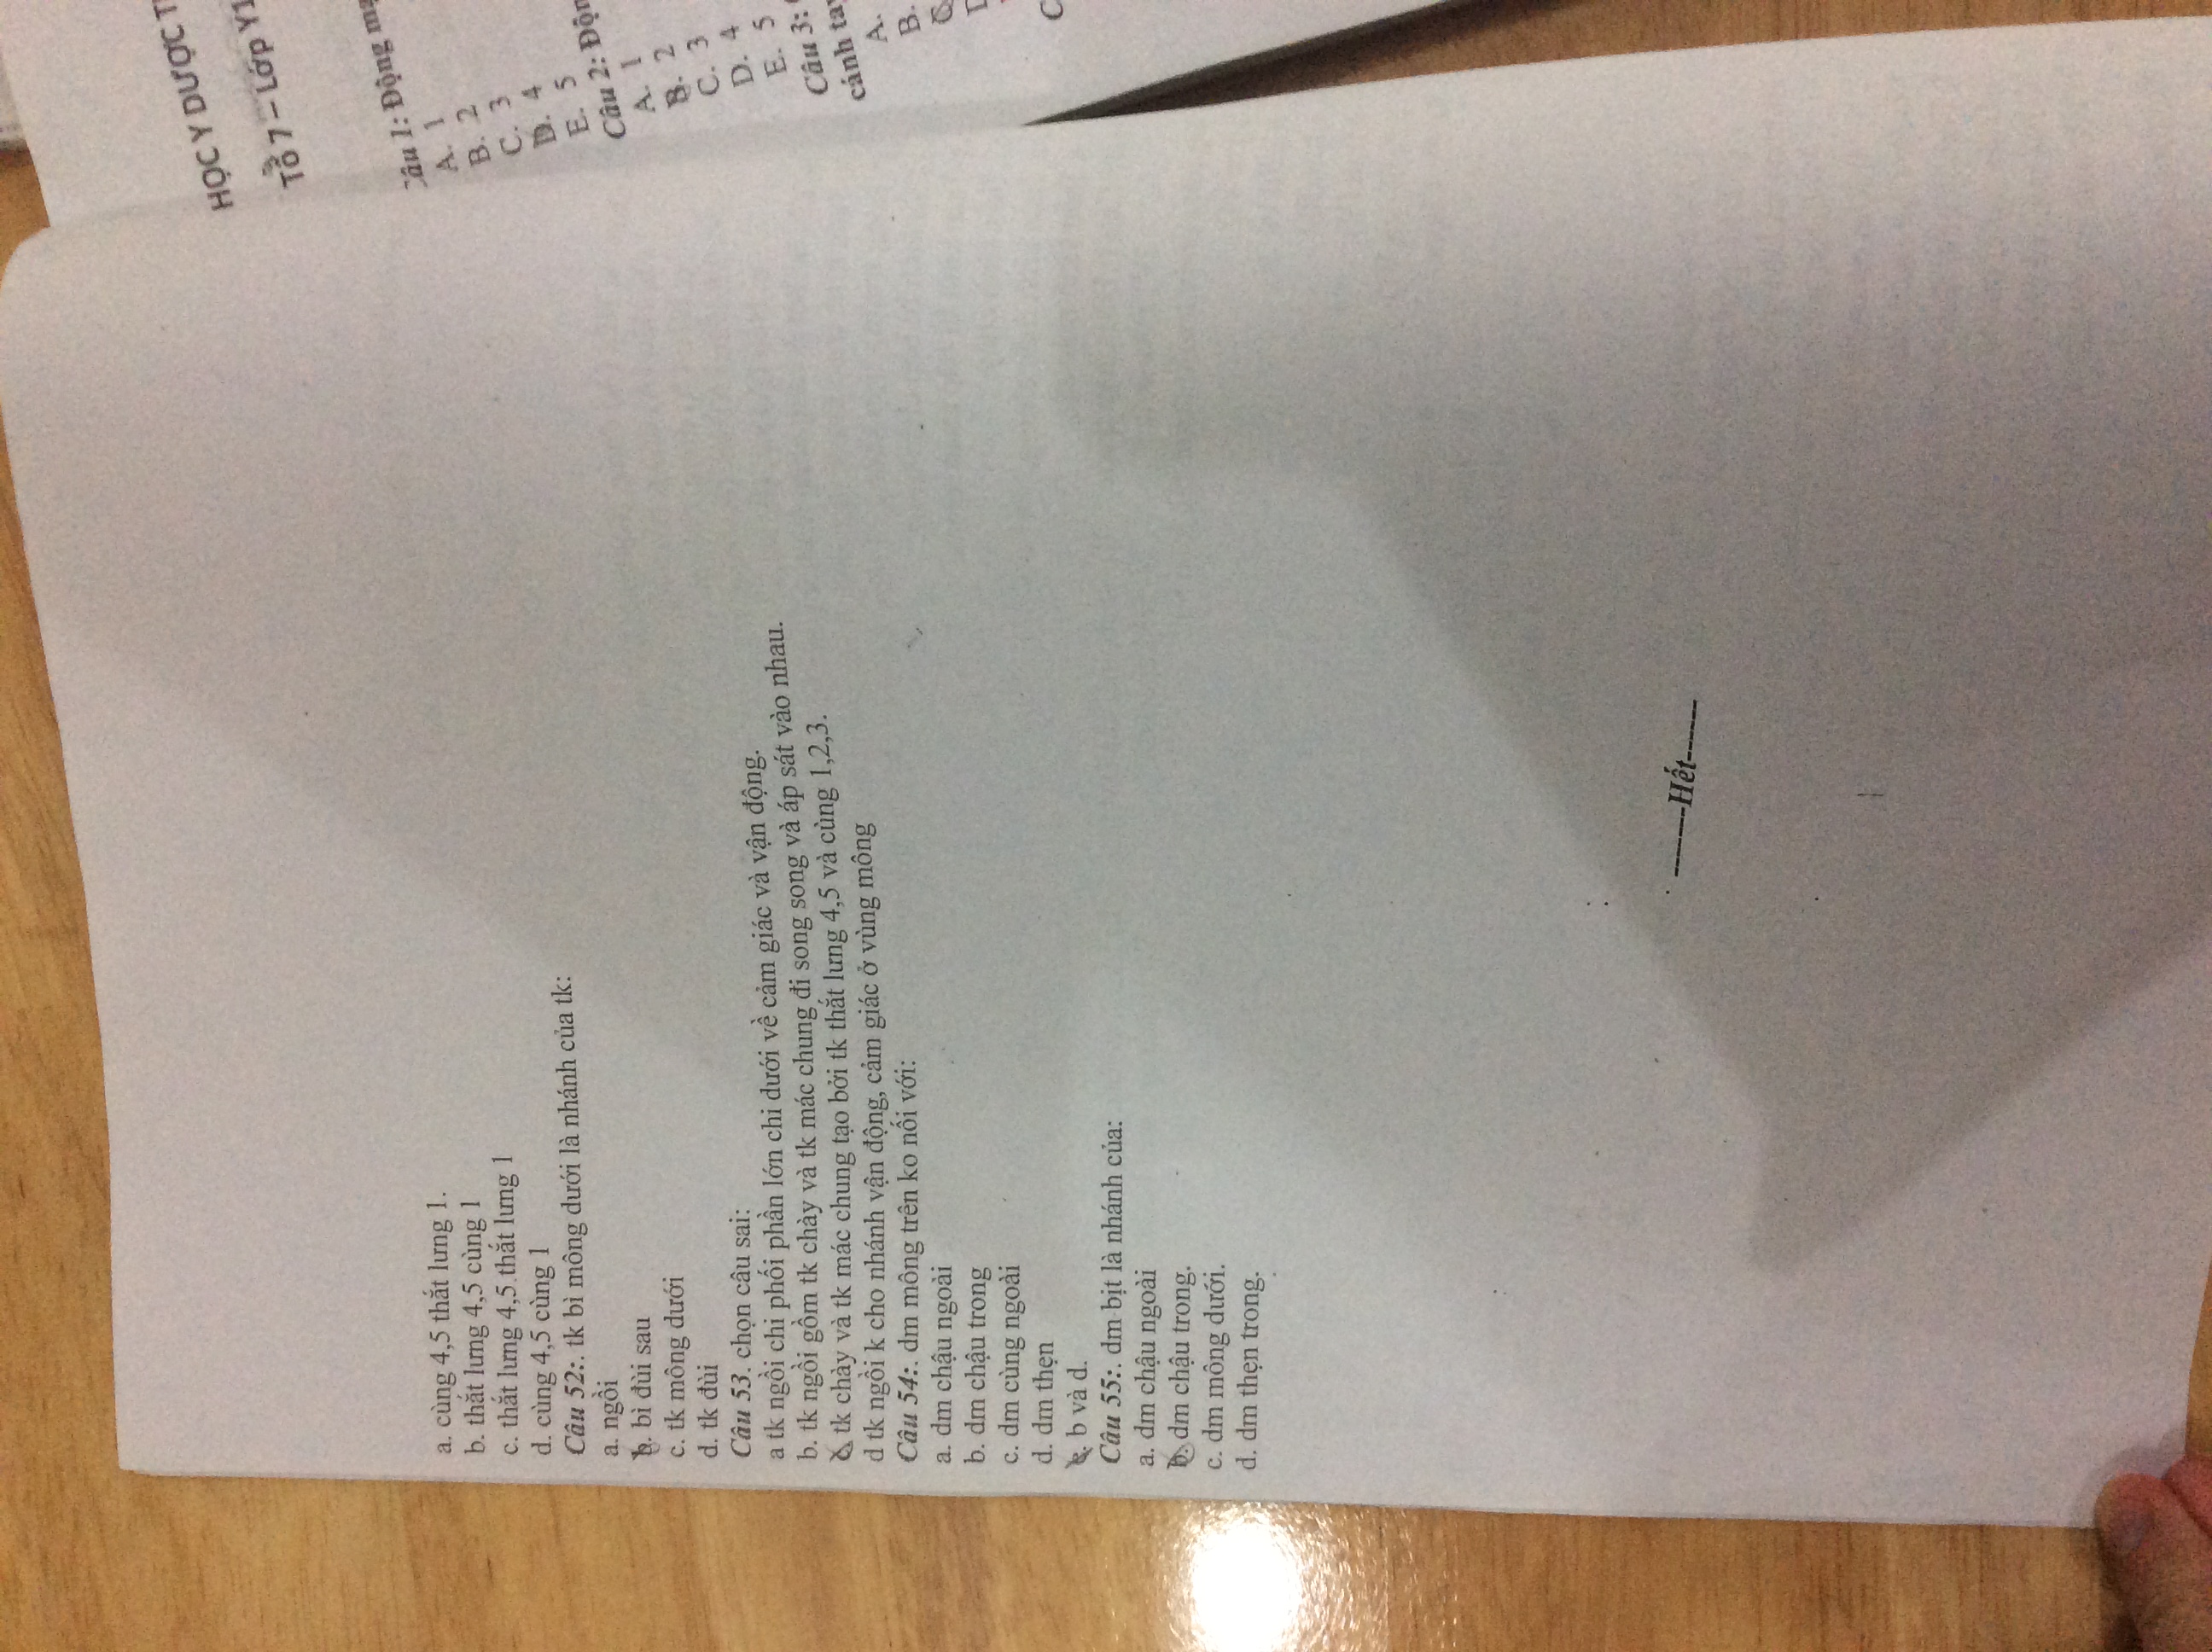 a. cùng 4,5 thắt lưng 1.
b. thắt lưng 4,5 cùng 1
c. thắt lưng 4,5 thắt lưng 1
d. cùng 4,5 cùng 1
Câu 52:. tk bì mông dưới là nhánh của tk:
a. ngồi
b. bì đùi sau
c. tk mông dưới
d. tk đùi
Câu 53. chọn câu sai:
a tk ngồi chi phối phần lớn chi dưới về cảm giác và vận động.
b. tk ngồi gồm tk chày và tk mác chung đi song song và áp sát vào nhau.
c. tk chày và tk mác chung tạo bởi tk thắt lưng 4,5 và cùng 1,2,3.
d tk ngồi k cho nhánh vận động, cảm giác ở vùng mông
Câu 54:. dm mông trên ko nối với:
a. dm chậu ngoài
b. dm chậu trong
c. dm cùng ngoài
d. dm thẹn
e. b và d.
Câu 55:. dm bịt là nhánh của:
a. dm chậu ngoài
b. dm chậu trong.
c. dm mông dưới.
d. dm thẹn trong.
-------Hết------
HỌC Y DƯỢC
Tổ 7 – Lớp Y1
Câu 1: Động
A. 1
B. 2
C. 3
D. 4
E. 5
Câu 2:
A. 1
B. 2
C. 3
D. 4
E. 5
Câu 3:
cánh
A.
B.
C